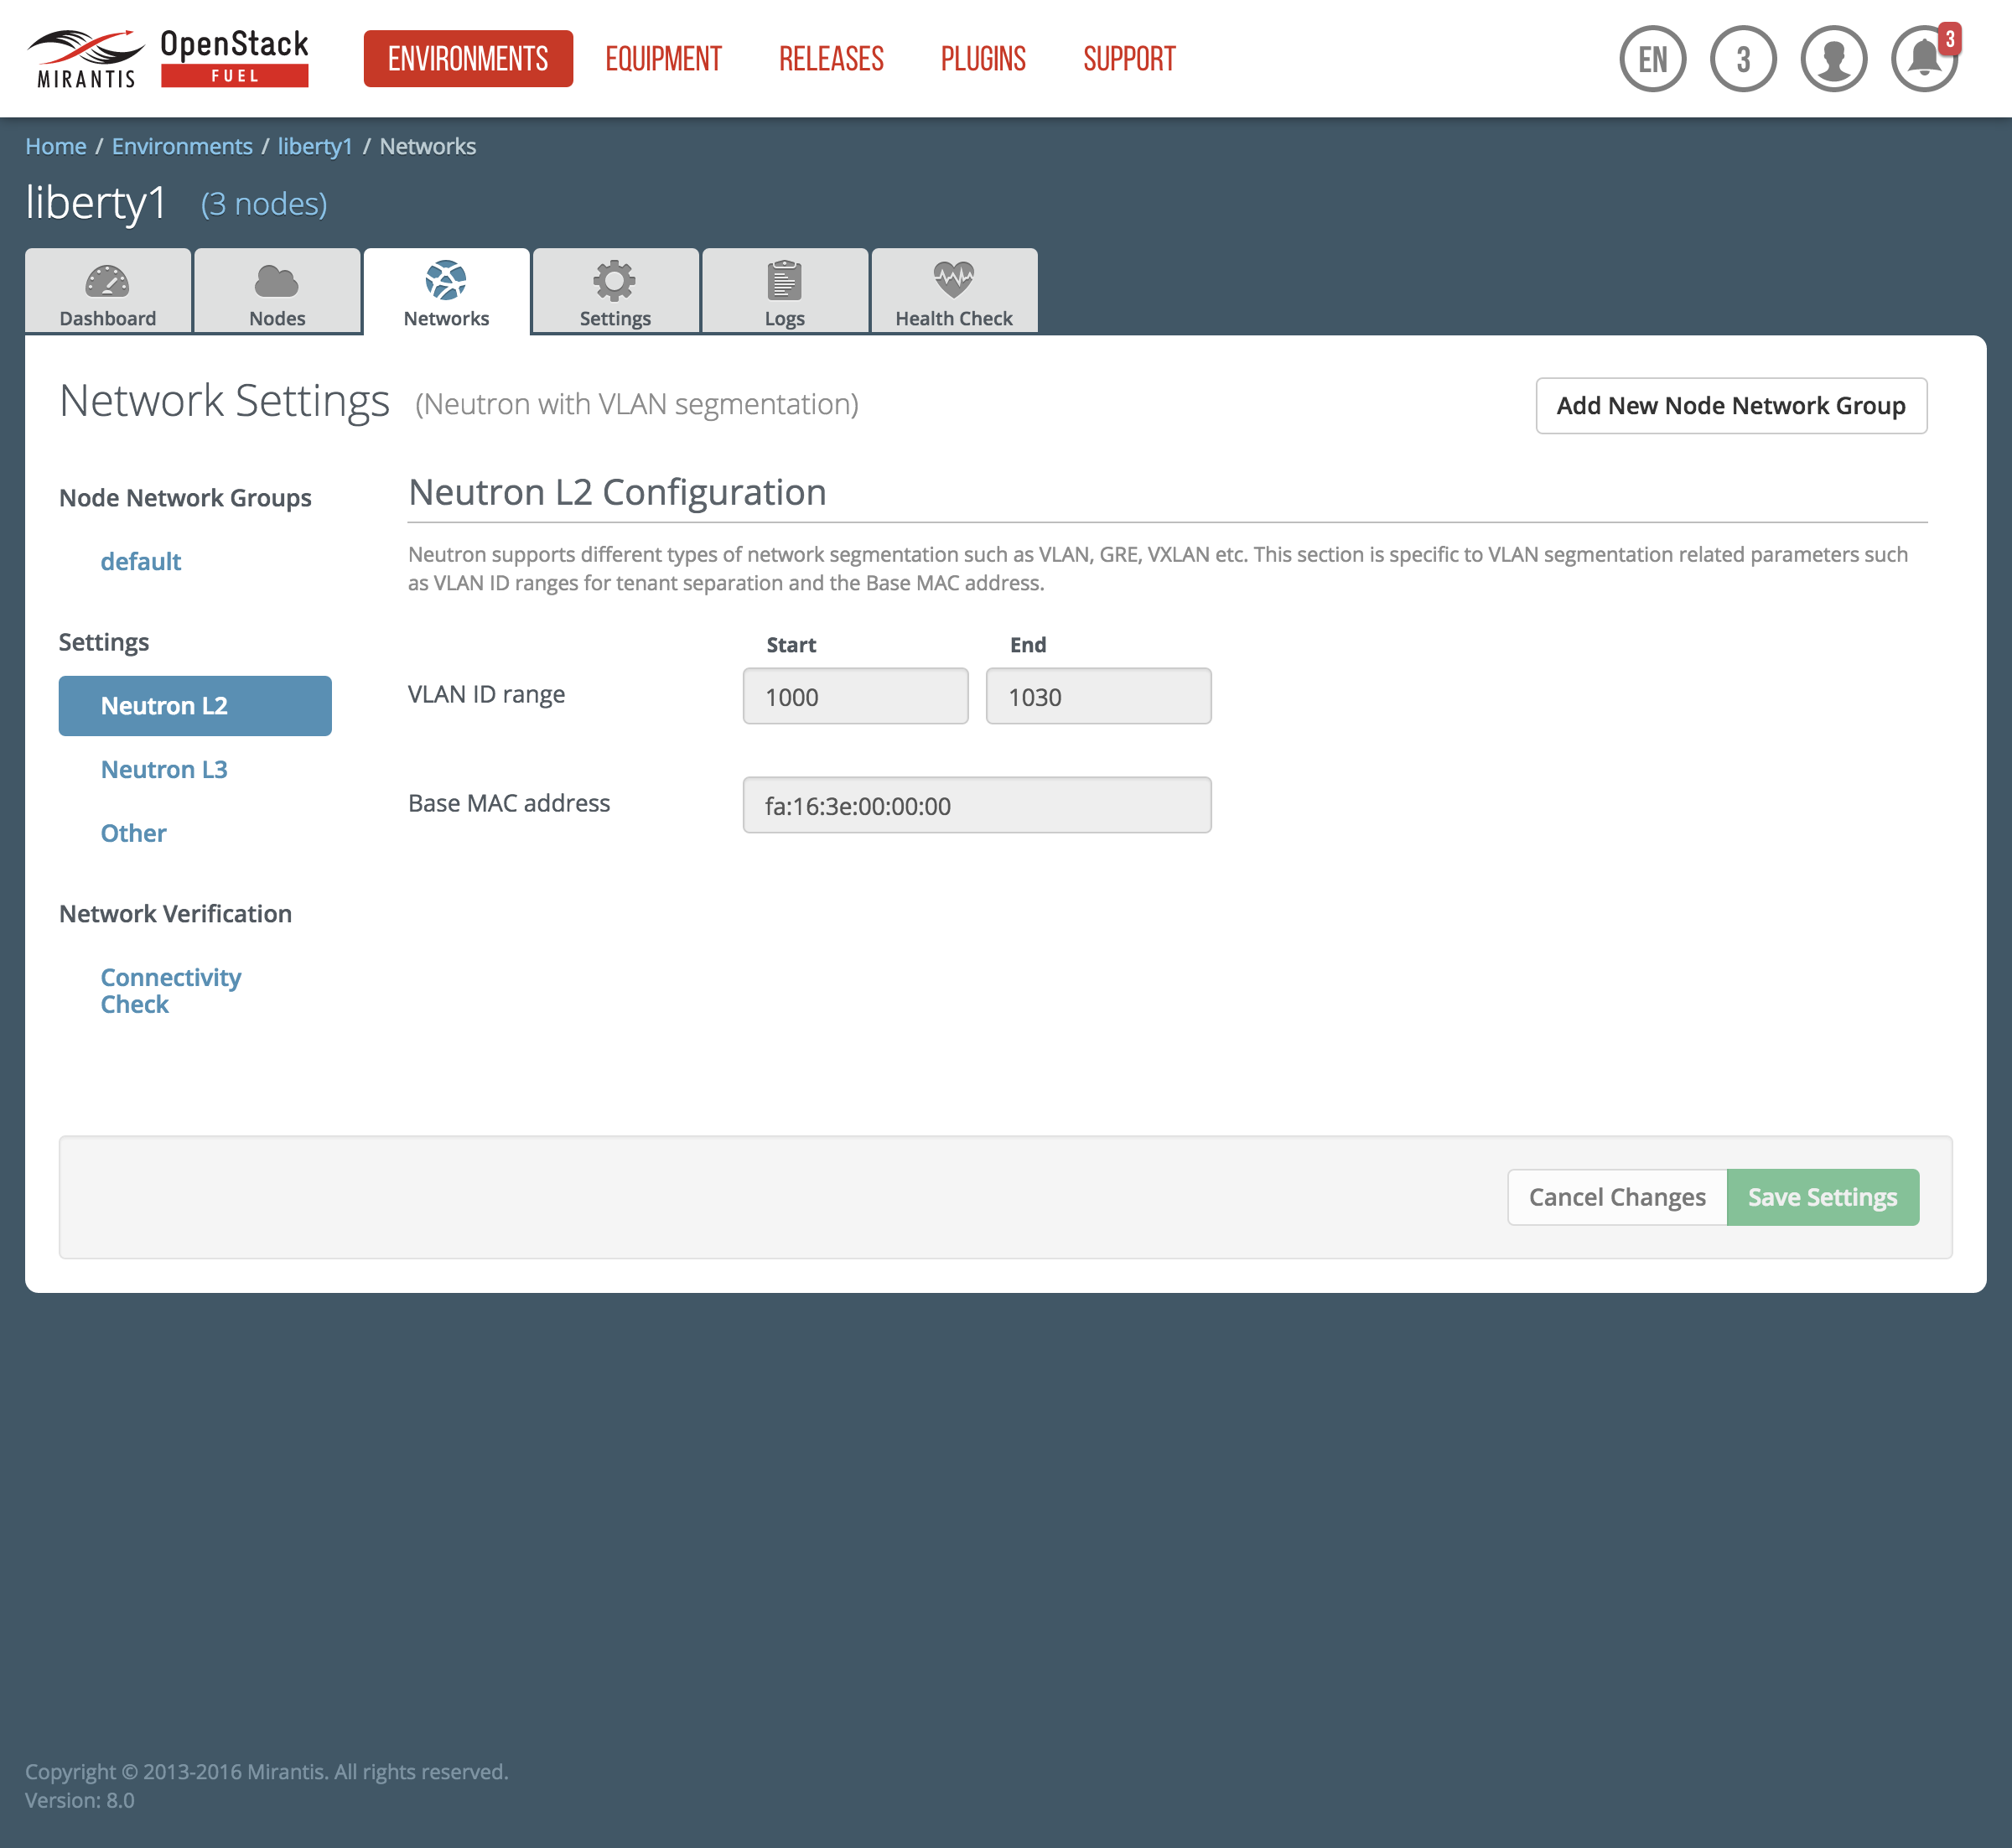 MIRANTIS
OpenStack
FUEL
ENVIRONMENTS EQUIPMENT RELEASES PLUGINS SUPPORT
EN 3 3
Home / Environments / liberty1 / Networks
liberty1 (3 nodes)
Dashboard Nodes Networks Settings Logs Health Check
Network Settings (Neutron with VLAN segmentation)
Add New Node Network Group
Node Network Groups
default
Settings
Neutron L2
Neutron L3
Other
Network Verification
Connectivity
Check
Neutron L2 Configuration
Neutron supports different types of network segmentation such as VLAN, GRE, VXLAN etc. This section is specific to VLAN segmentation related parameters such
as VLAN ID ranges for tenant separation and the Base MAC address.
Start End
VLAN ID range 1000 1030
Base MAC address fa:16:3e:00:00:00
Cancel Changes Save Settings
Copyright © 2013-2016 Mirantis. All rights reserved.
Version: 8.0